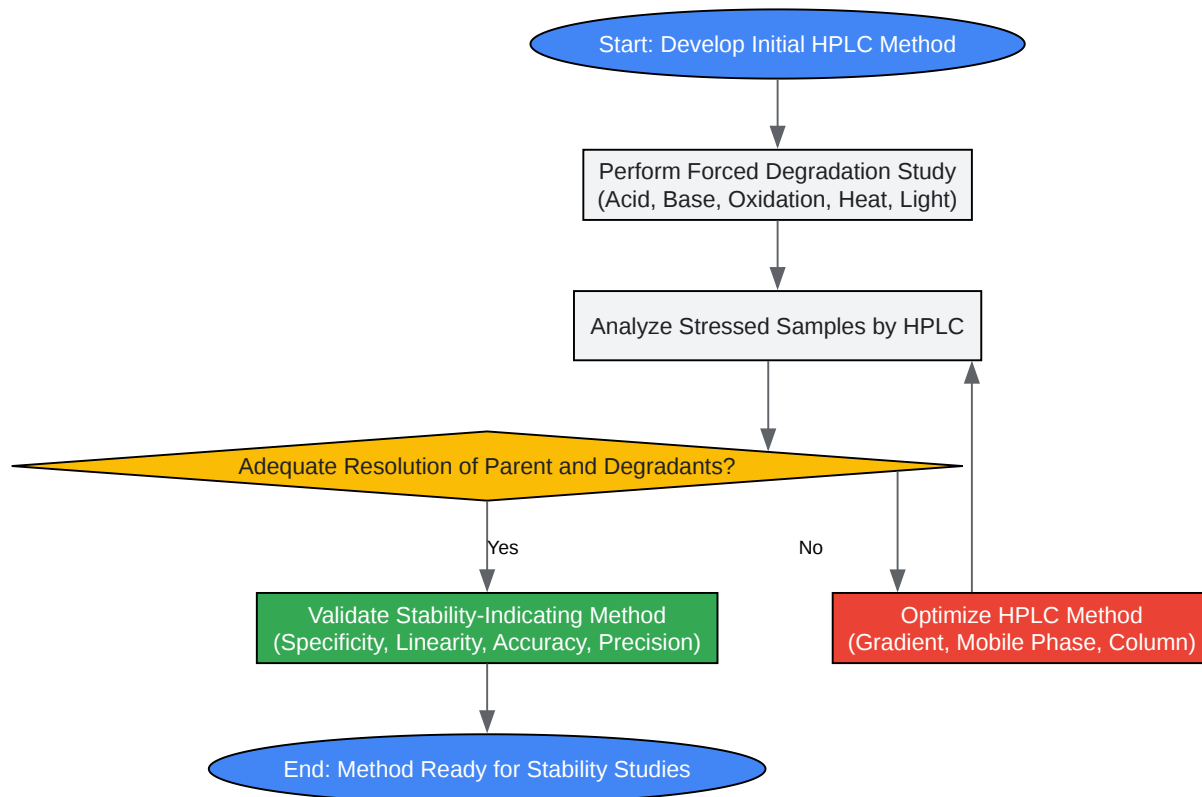 Start: Develop Initial HPLC Method
Perform Forced Degradation Study
(Acid, Base, Oxidation, Heat, Light)
Analyze Stressed Samples by HPLC
Adequate Resolution of Parent and Degradants?
Yes
No
Validate Stability-Indicating Method
(Specificity, Linearity, Accuracy, Precision)
Optimize HPLC Method
(Gradient, Mobile Phase, Column)
End: Method Ready for Stability Studies